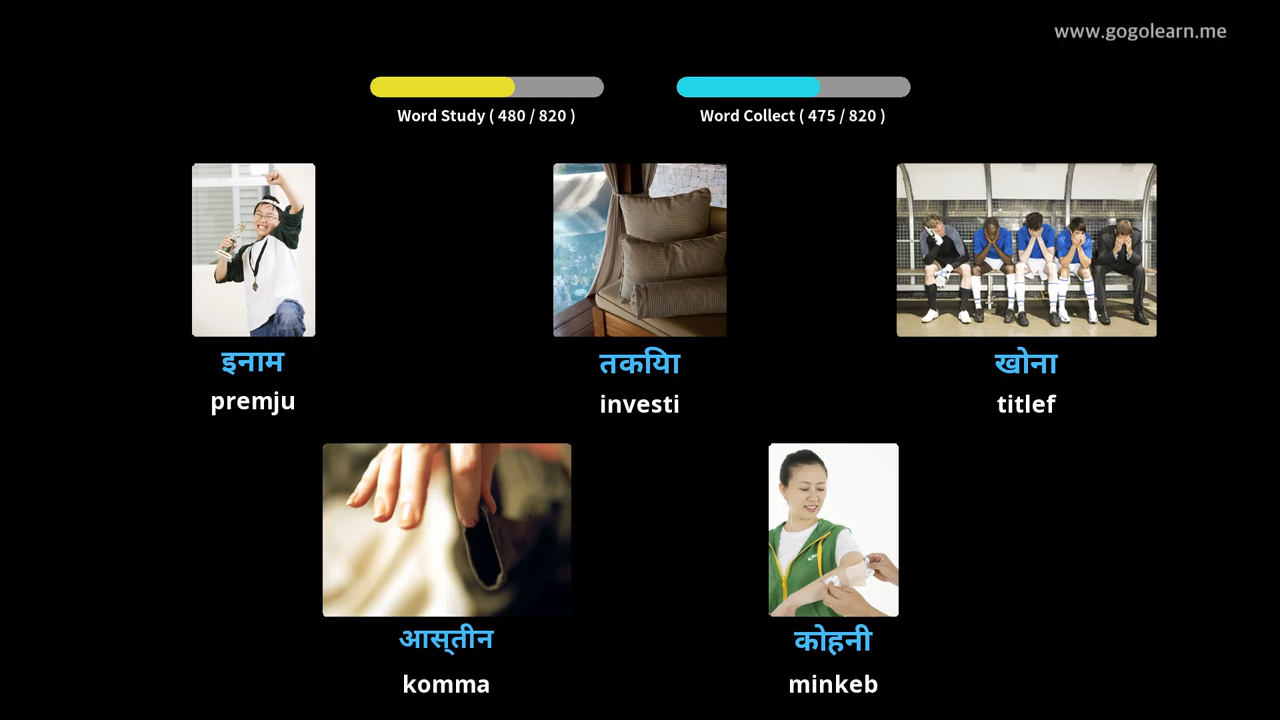 www.gogolearn.me
Word Study ( 480 / 820 )
Word Collect ( 475 / 820 )
इनाम
premju
तकिया
investi
खोना
titlef
आस्तीन
komma
कोहनी
minkeb